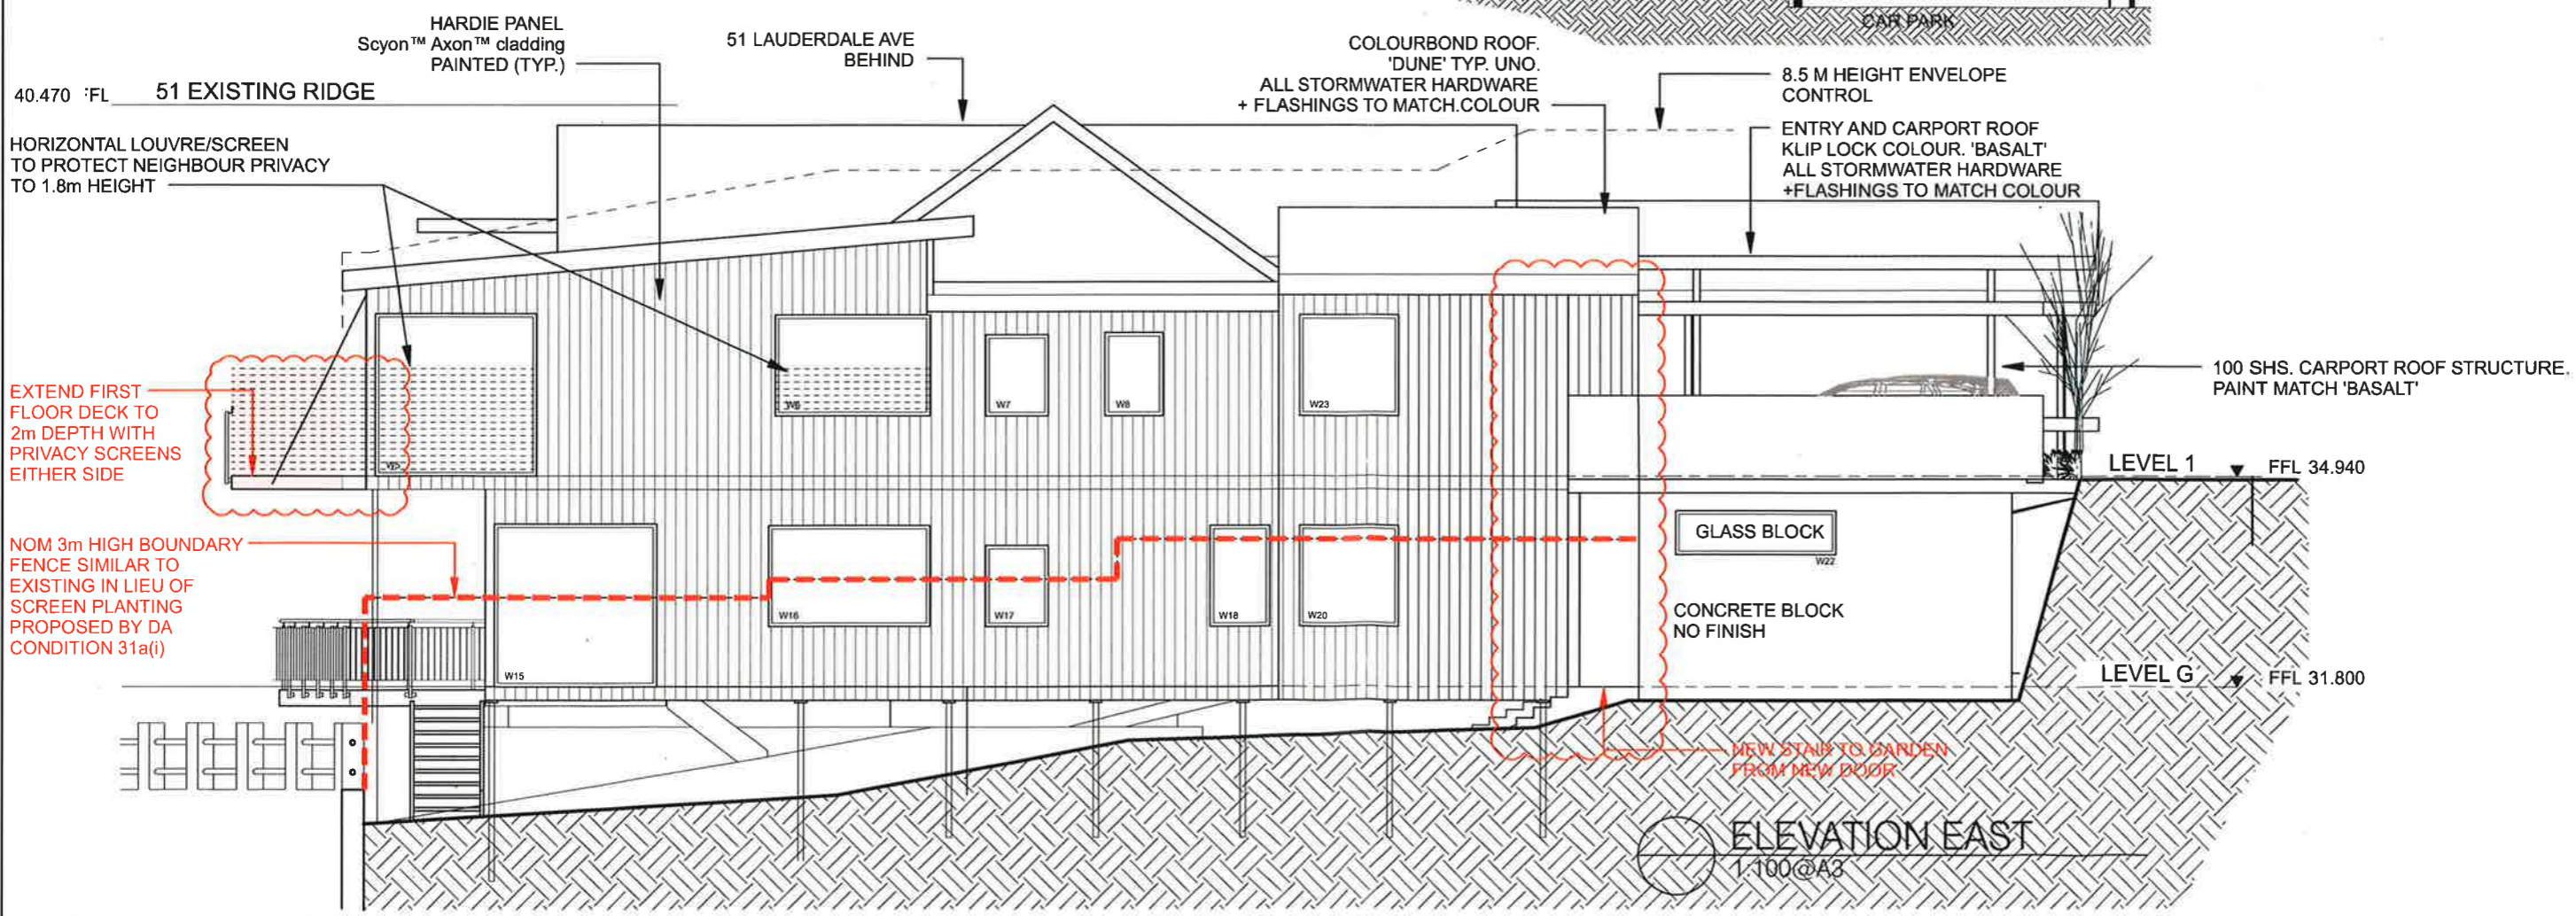 CAR PARK
HARDIE PANEL
Scyon™ Axon™ cladding
PAINTED (TYP.)
51 LAUDERDALE AVE
BEHIND
COLOURBOND ROOF.
'DUNE' TYP. UNO.
ALL STORMWATER HARDWARE
+ FLASHINGS TO MATCH.COLOUR
8.5 M HEIGHT ENVELOPE
CONTROL
40.470 FL 51 EXISTING RIDGE
ENTRY AND CARPORT ROOF
KLIP LOCK COLOUR. 'BASALT'
ALL STORMWATER HARDWARE
+FLASHINGS TO MATCH COLOUR
HORIZONTAL LOUVRE/SCREEN
TO PROTECT NEIGHBOUR PRIVACY
TO 1.8m HEIGHT
100 SHS. CARPORT ROOF STRUCTURE.
PAINT MATCH 'BASALT'
EXTEND FIRST
FLOOR DECK TO
2m DEPTH WITH
PRIVACY SCREENS
EITHER SIDE
W5
W6
W7
W8
W23
LEVEL 1 FFL 34.940
NOM 3m HIGH BOUNDARY
FENCE SIMILAR TO
EXISTING IN LIEU OF
SCREEN PLANTING
PROPOSED BY DA
CONDITION 31a(i)
GLASS BLOCK
W22
W15
W16
W17
W18
W20
CONCRETE BLOCK
NO FINISH
LEVEL G FFL 31.800
NEW STAIR TO GARDEN
FROM NEW DOOR
ELEVATION EAST
1:100@A3